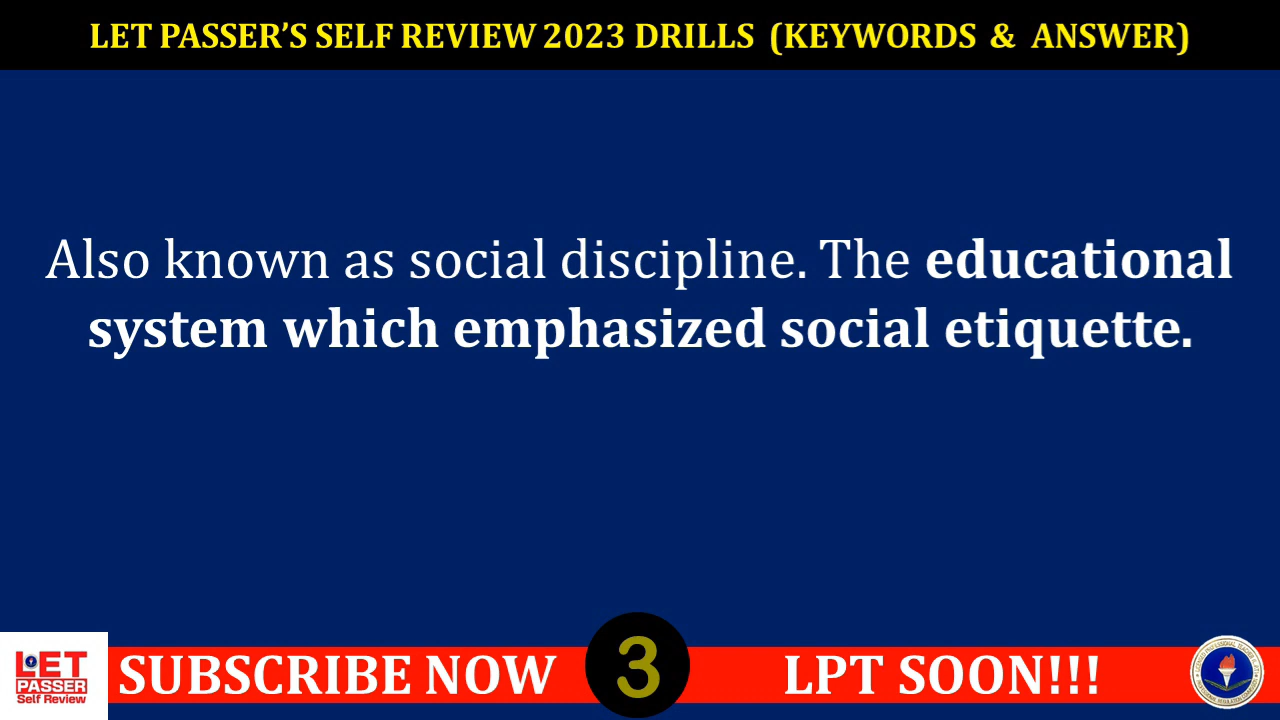 LET PASSER’S SELF REVIEW 2023 DRILLS (KEYWORDS & ANSWER)
Also known as social discipline. The educational
system which emphasized social etiquette.
LET
PASSER
Self Review
SUBSCRIBE NOW
3
LPT SOON!!!